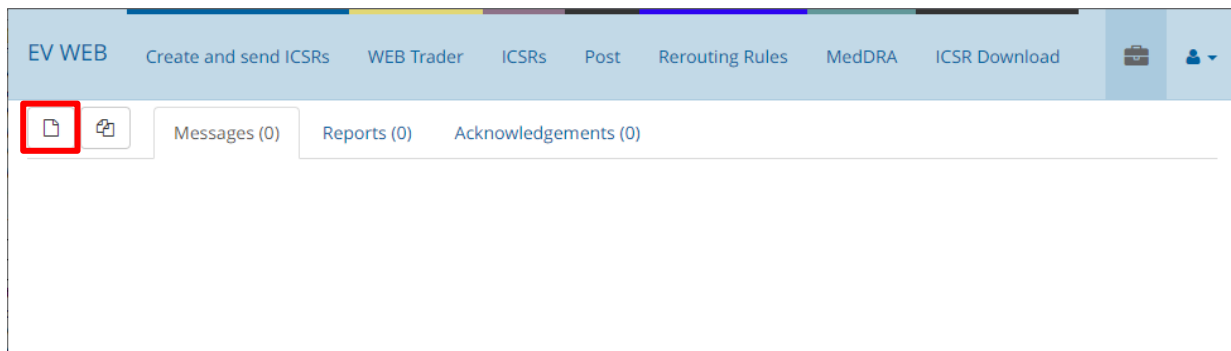 EV WEB Create and send ICSRs WEB Trader ICSRs Post Rerouting Rules MedDRA ICSR Download
Messages (0) Reports (0) Acknowledgements (0)